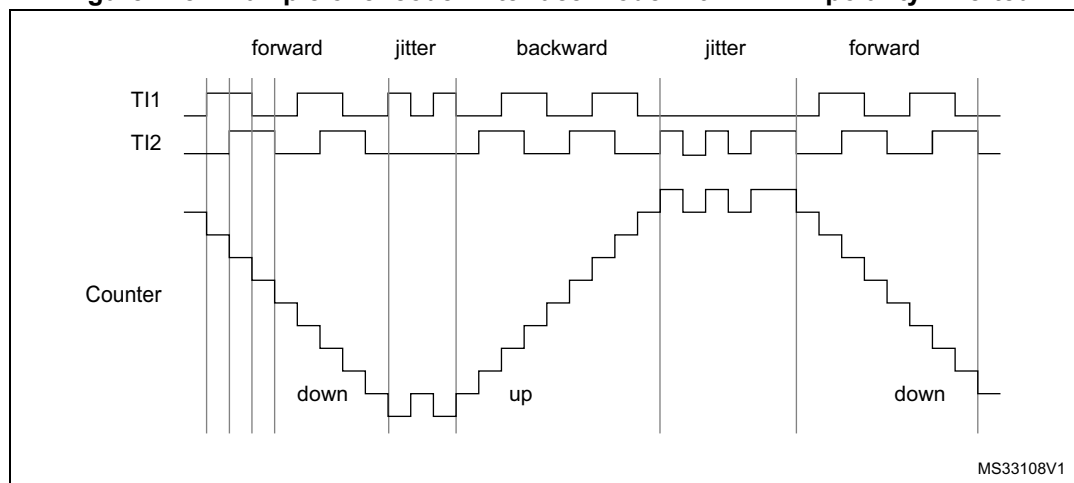 forward jitter backward jitter forward
TI1
TI2
Counter
down up down
MS33108V1